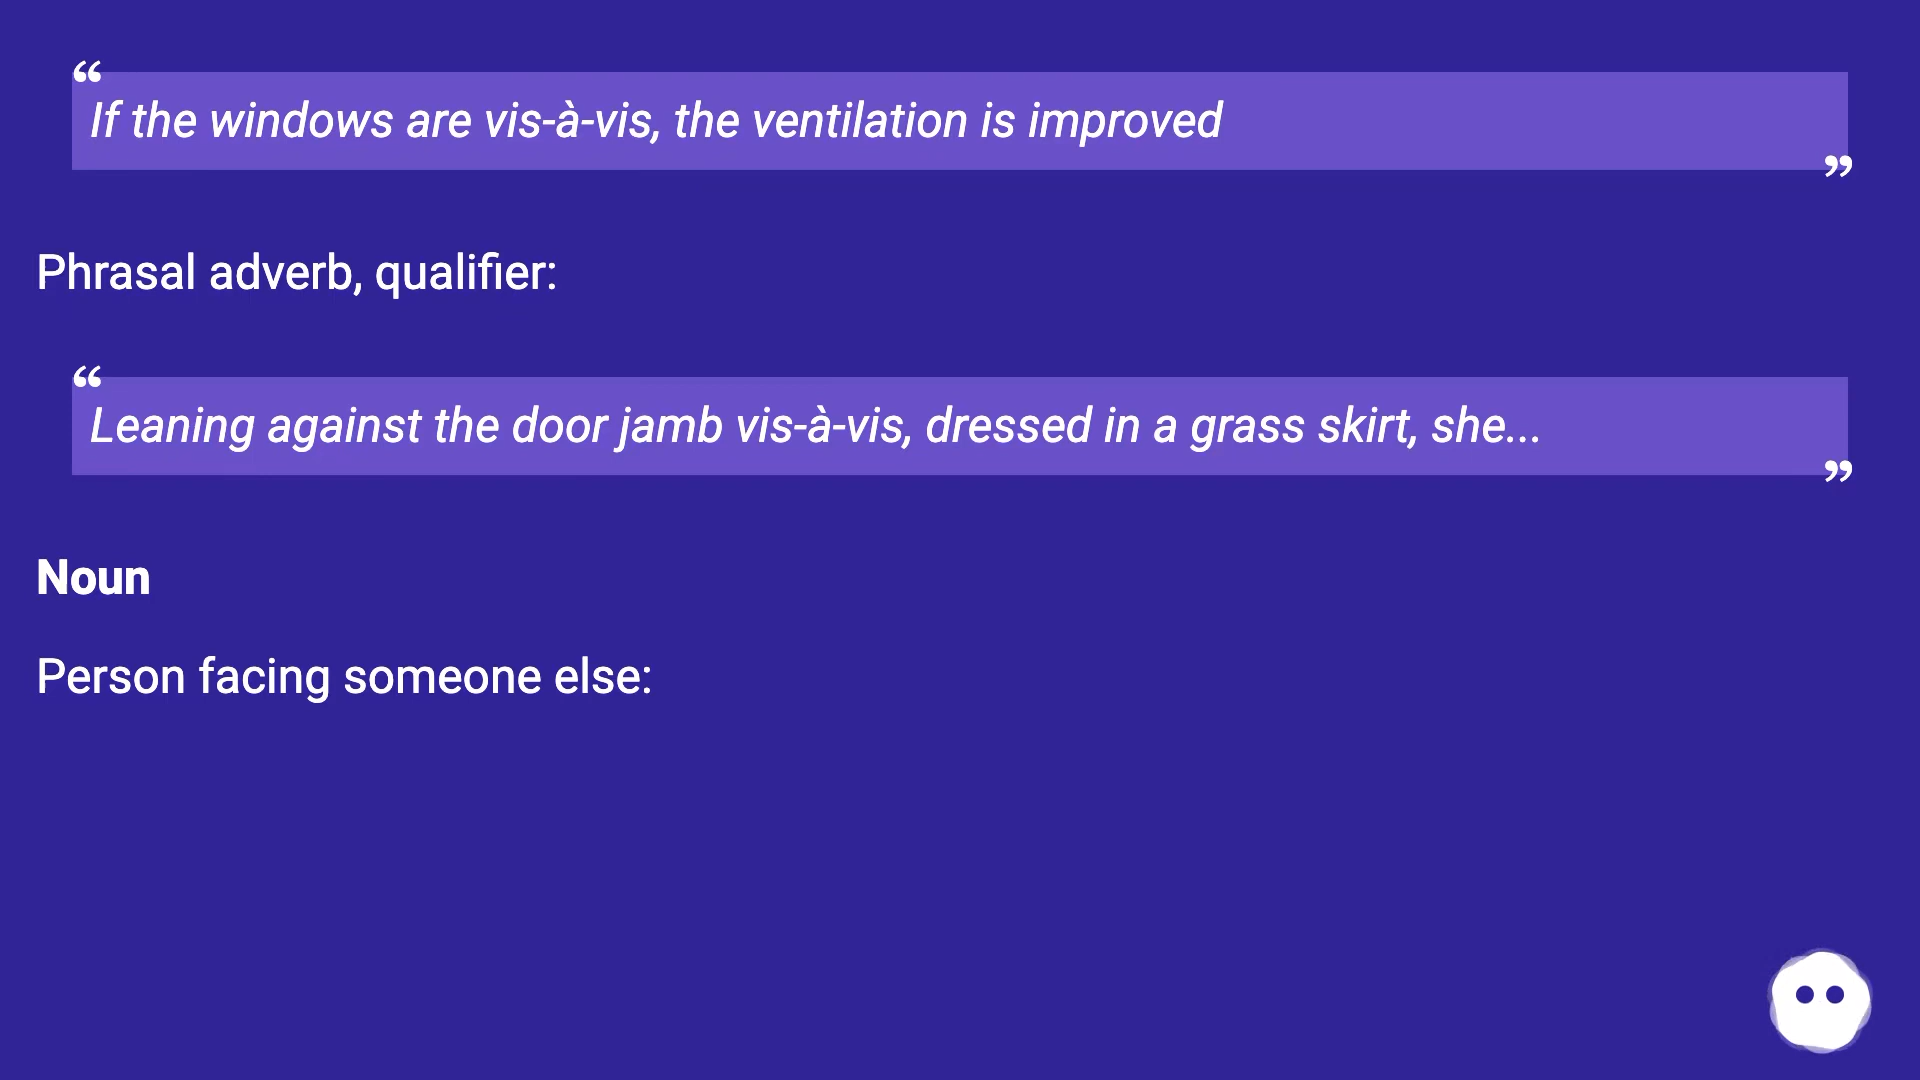 “
If the windows are vis-à-vis, the ventilation is improved
”
Phrasal adverb, qualifier:
“
Leaning against the door jamb vis-à-vis, dressed in a grass skirt, she...
”
Noun
Person facing someone else: